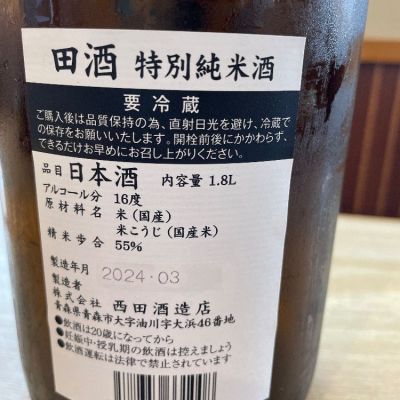 田酒 特別純米酒
要冷蔵
ご購入後は品質保持の為、直射日光を避け、冷蔵で
の保存をお願いいたします。開栓前後にかかわらず、
できるだけお早めにお召し上がりください。
品目 日本酒 内容量 1.8L
アルコール分 16度
原材料名 米（国産）
米こうじ（国産米）
精米歩合 55%
製造年月 2024.03
製造者
株式会社 西田酒造店
青森県青森市大字油川字大浜46番地
●飲酒は20歳になってから
●妊娠中・授乳期の飲酒は控えましょう
●飲酒運転は法律で禁止されています